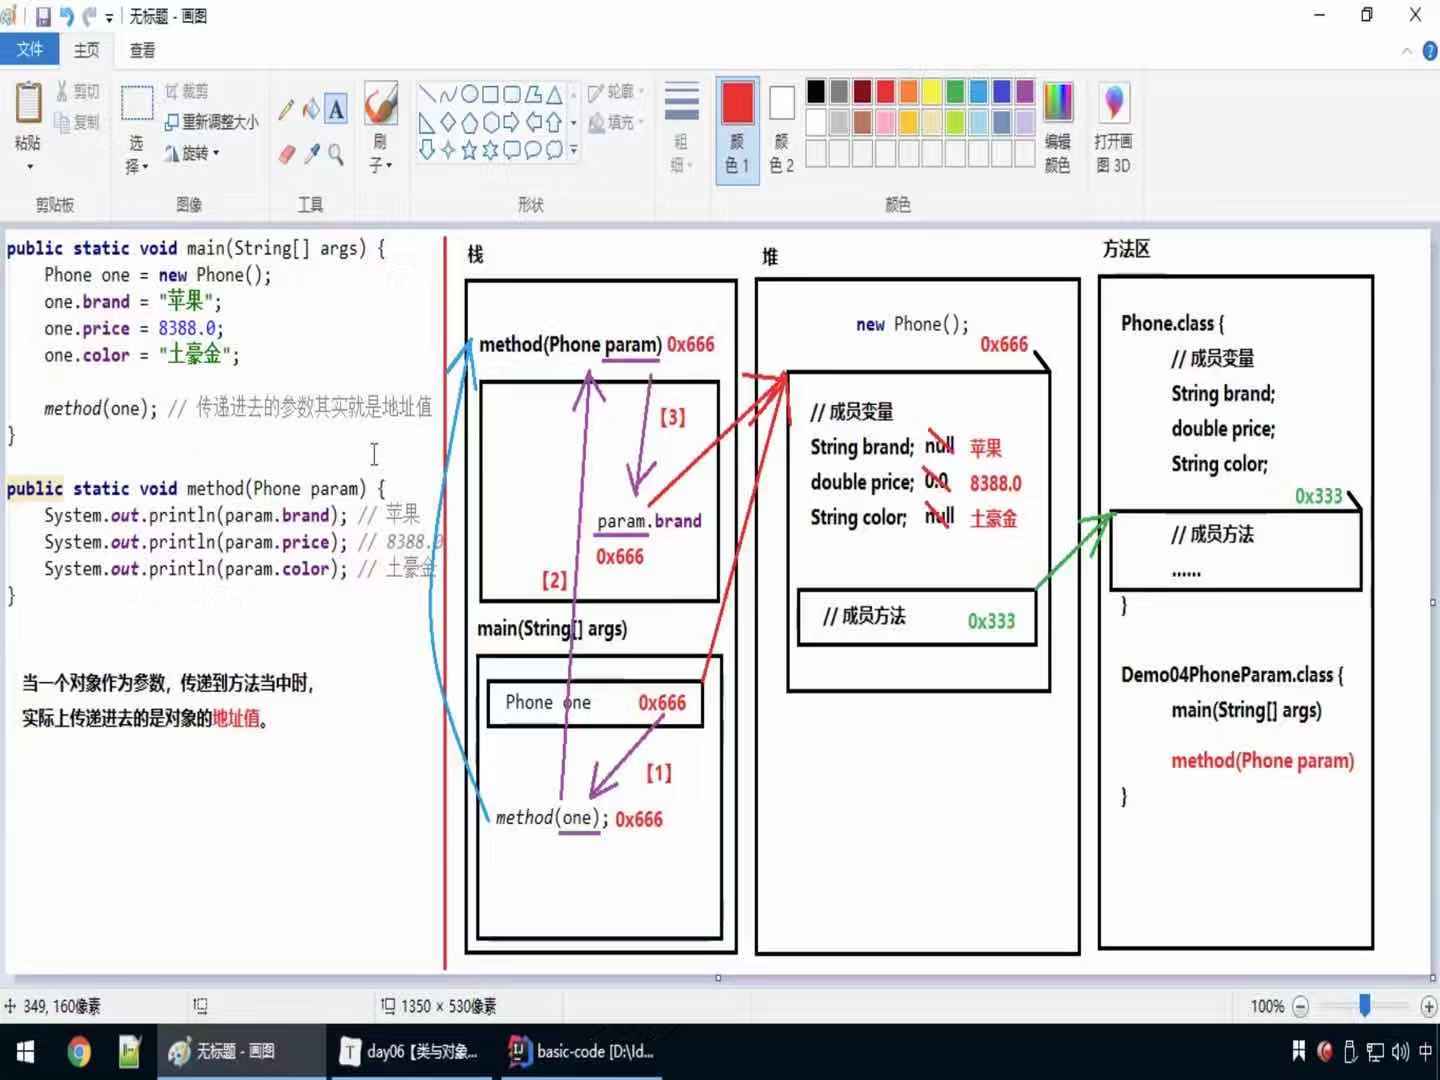 无标题 - 画图
文件 主页 查看
粘贴
剪切
复制
剪贴板
选择
裁剪
重新调整大小
旋转
图像
A
工具
刷子
轮廓
填充
形状
粗细
颜色 1
颜色 2
颜色
编辑颜色
打开画图 3D
public static void main(String[] args) {
Phone one = new Phone();
one.brand = "苹果";
one.price = 8388.0;
one.color = "土豪金";
method(one); // 传递进去的参数其实就是地址值
}
public static void method(Phone param) {
System.out.println(param.brand); // 苹果
System.out.println(param.price); // 8388.0
System.out.println(param.color); // 土豪金
}
当一个对象作为参数，传递到方法当中时，
实际上传递进去的是对象的地址值。
栈
method(Phone param) 0x666
【3】
param.brand
0x666
【2】
main(String[] args)
Phone one 0x666
【1】
method(one); 0x666
堆
new Phone();
0x666
// 成员变量
String brand; null 苹果
double price; 0.0 8388.0
String color; null 土豪金
// 成员方法 0x333
方法区
Phone.class {
// 成员变量
String brand;
double price;
String color;
0x333
// 成员方法
......
}
Demo04PhoneParam.class {
main(String[] args)
method(Phone param)
}
349, 160像素
1350 × 530像素
100%
无标题 - 画图
T day06【类与对象...
IJ basic-code [D:\Id...
中